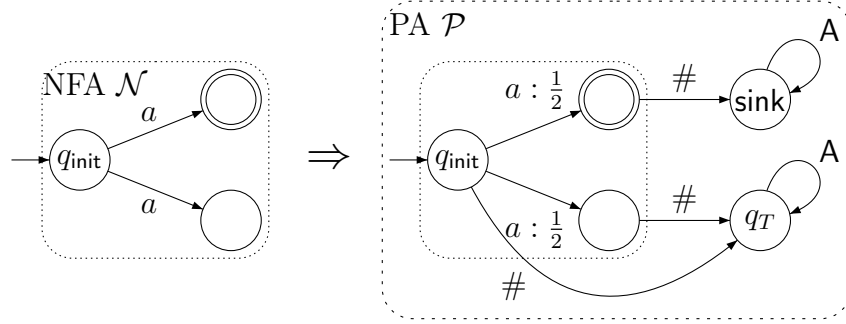 NFA 𝒩
q_init
a
a
⇒
PA 𝒫
q_init
a : 1/2
a : 1/2
#
#
#
sink
A
q_T
A